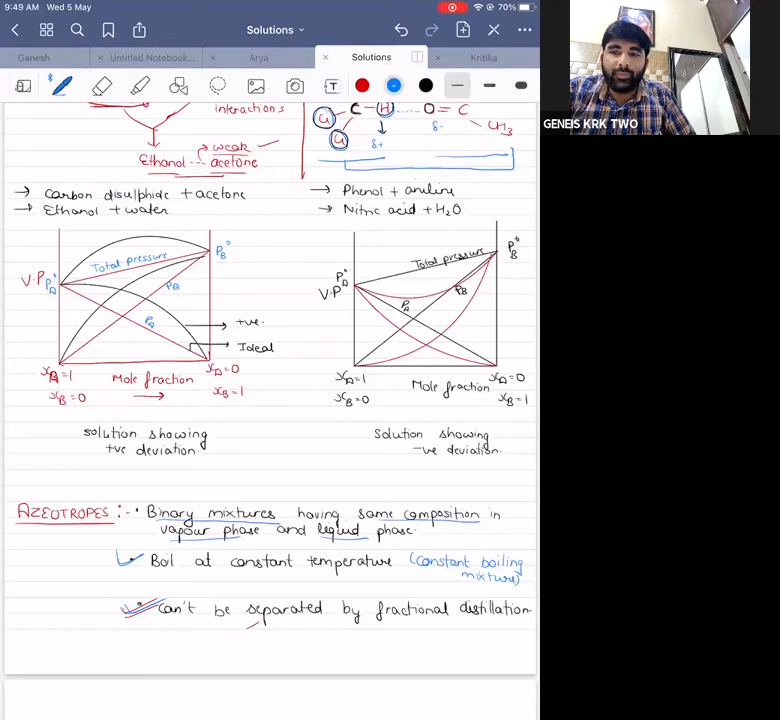 9:49 AM Wed 5 May
70%
Solutions
Ganesh
Untitled Notebook...
Arya
Solutions
Kritika
GENEIS KRK TWO
interactions
weak
Ethanol acetone
Cl C - H O = C
Cl δ+ δ- CH3
→ Carbon disulphide + acetone
→ Ethanol + water
→ Phenol + aniline
→ Nitric acid + H2O
V.P PA° Total pressure PB°
PB
PA
+ve.
Ideal
xA=1 Mole fraction xA=0
xB=0 → xB=1
solution showing
+ve deviation.
V.P PA° Total pressure PB°
PB
PA
xA=1 Mole fraction xA=0
xB=0 xB=1
Solution showing
-ve deviation.
AZEOTROPES :- • Binary mixtures having same composition in
vapour phase and liquid phase.
Boil at constant temperature (constant boiling
mixture)
Can't be separated by fractional distillation